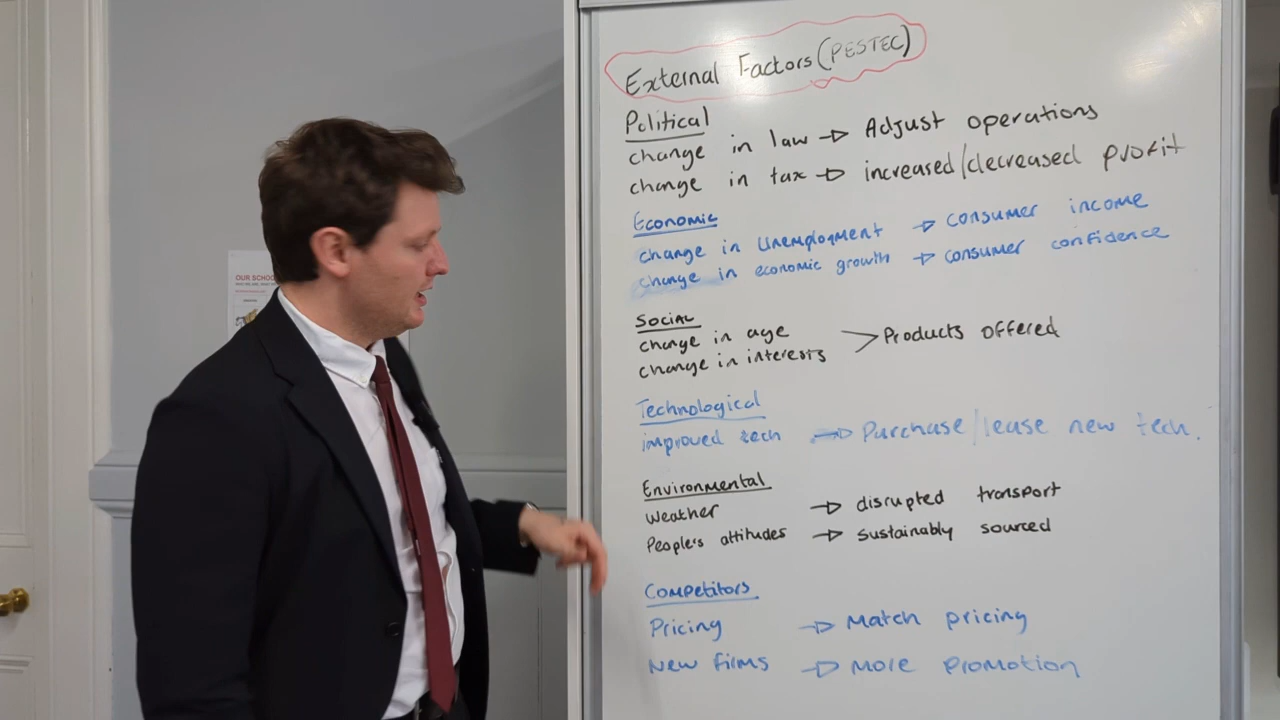 OUR SCHOO
External Factors (PESTEC)
Political
change in law → Adjust operations
change in tax → increased/decreased profit
Economic
change in unemployment → consumer income
change in economic growth → consumer confidence
Social
change in age
change in interests > Products offered
Technological
improved tech → Purchase/lease new tech.
Environmental
Weather → disrupted transport
People's attitudes → sustainably sourced
Competitors
Pricing → Match pricing
New firms → More promotion